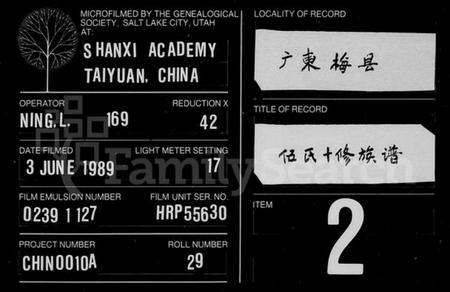 MICROFILMED BY THE GENEALOGICAL
SOCIETY, SALT LAKE CITY, UTAH
AT:
SHANXI ACADEMY
TAIYUAN, CHINA
OPERATOR
REDUCTION X
NING, L. 169
42
DATE FILMED
LIGHT METER SETTING
3 JUNE 1989
17
FILM EMULSION NUMBER
FILM UNIT SER. NO.
0239 1127
HRP55630
PROJECT NUMBER
ROLL NUMBER
CHIN0010A
29
LOCALITY OF RECORD
广東梅县
TITLE OF RECORD
伍氏十修族谱
ITEM
2
FamilySearch